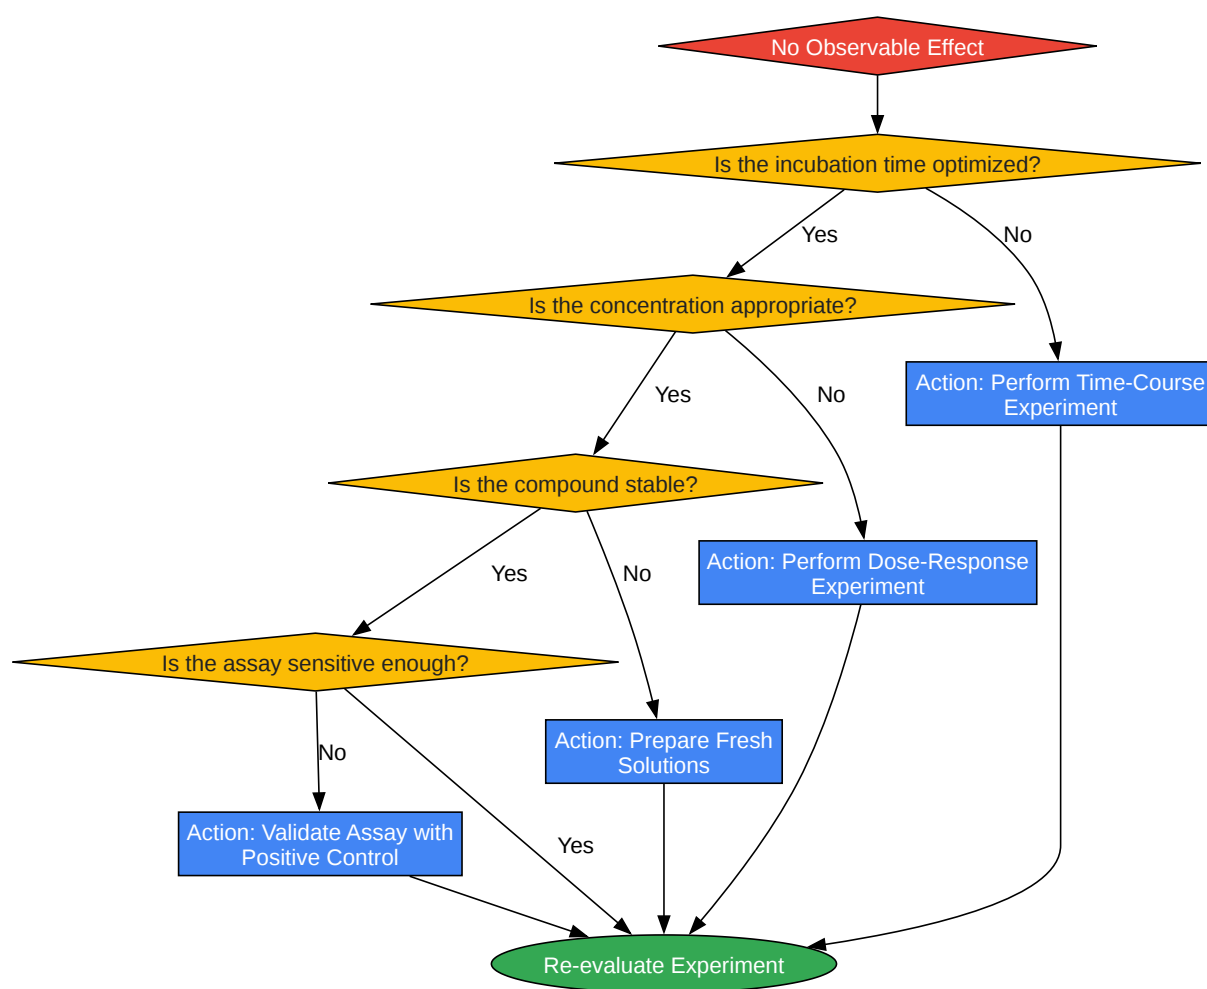 No Observable Effect
Is the incubation time optimized?
Yes
No
Is the concentration appropriate?
Action: Perform Time-Course
Experiment
Yes
No
Is the compound stable?
Action: Perform Dose-Response
Experiment
Yes
No
Is the assay sensitive enough?
Action: Prepare Fresh
Solutions
No
Action: Validate Assay with
Positive Control
Yes
Re-evaluate Experiment